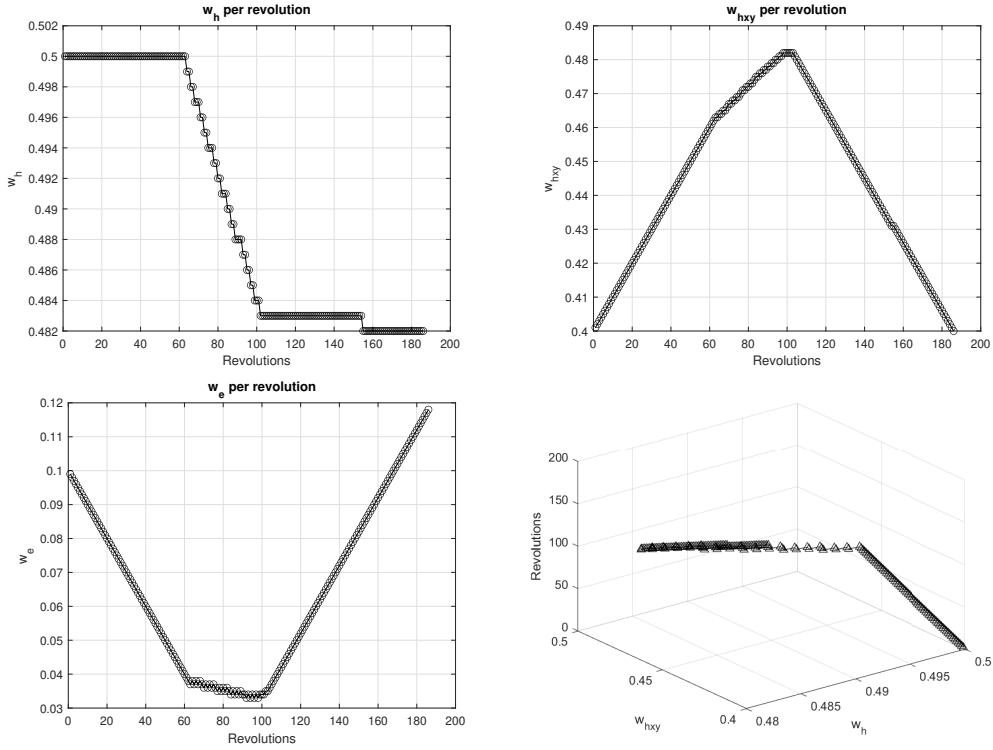 w_h per revolution
0.502
0.5
0.498
0.496
0.494
0.492
0.49
0.488
0.486
0.484
0.482
w_h
0 20 40 60 80 100 120 140 160 180 200
Revolutions
w_hxy per revolution
0.49
0.48
0.47
0.46
0.45
0.44
0.43
0.42
0.41
0.4
w_hxy
0 20 40 60 80 100 120 140 160 180 200
Revolutions
w_e per revolution
0.12
0.11
0.1
0.09
0.08
0.07
0.06
0.05
0.04
0.03
w_e
0 20 40 60 80 100 120 140 160 180 200
Revolutions
200
150
100
50
0
Revolutions
0.5
0.45
0.4
w_hxy
0.48
0.485
0.49
0.495
0.5
w_h